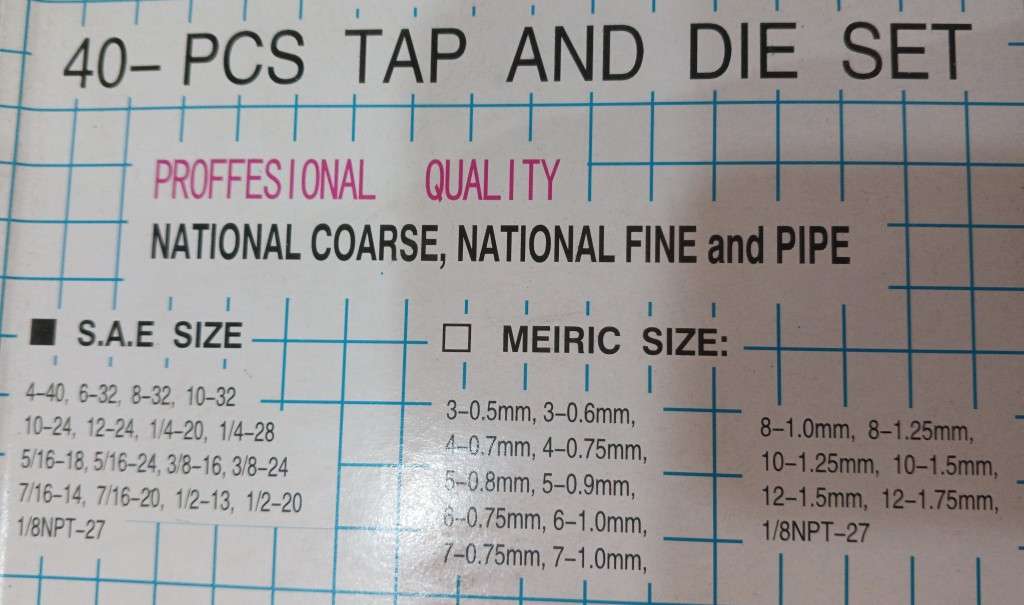 40-PCS TAP AND DIE SET
PROFFESIONAL QUALITY
NATIONAL COARSE, NATIONAL FINE and PIPE
■ S.A.E SIZE
4-40, 6-32, 8-32, 10-32
10-24, 12-24, 1/4-20, 1/4-28
5/16-18, 5/16-24, 3/8-16, 3/8-24
7/16-14, 7/16-20, 1/2-13, 1/2-20
1/8NPT-27
□ MEIRIC SIZE:
3-0.5mm, 3-0.6mm,
4-0.7mm, 4-0.75mm,
5-0.8mm, 5-0.9mm,
6-0.75mm, 6-1.0mm,
7-0.75mm, 7-1.0mm,
8-1.0mm, 8-1.25mm,
10-1.25mm, 10-1.5mm,
12-1.5mm, 12-1.75mm,
1/8NPT-27